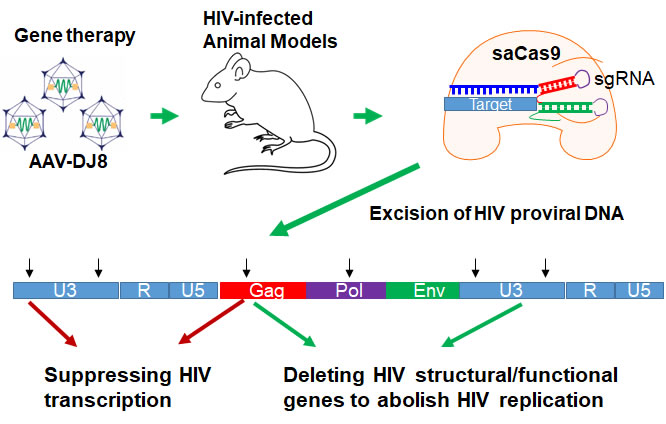 Gene therapy
AAV-DJ8
HIV-infected
Animal Models
saCas9
sgRNA
Target
Excision of HIV proviral DNA
U3 R U5 Gag Pol Env U3 R U5
Suppressing HIV
transcription
Deleting HIV structural/functional
genes to abolish HIV replication